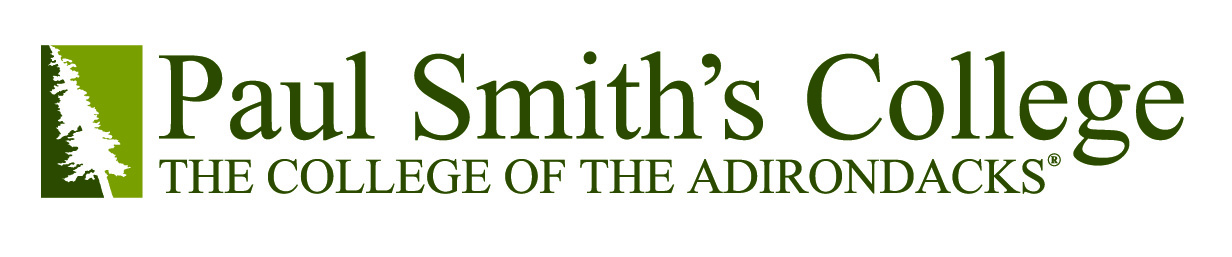 Paul Smith’s College
THE COLLEGE OF THE ADIRONDACKS®